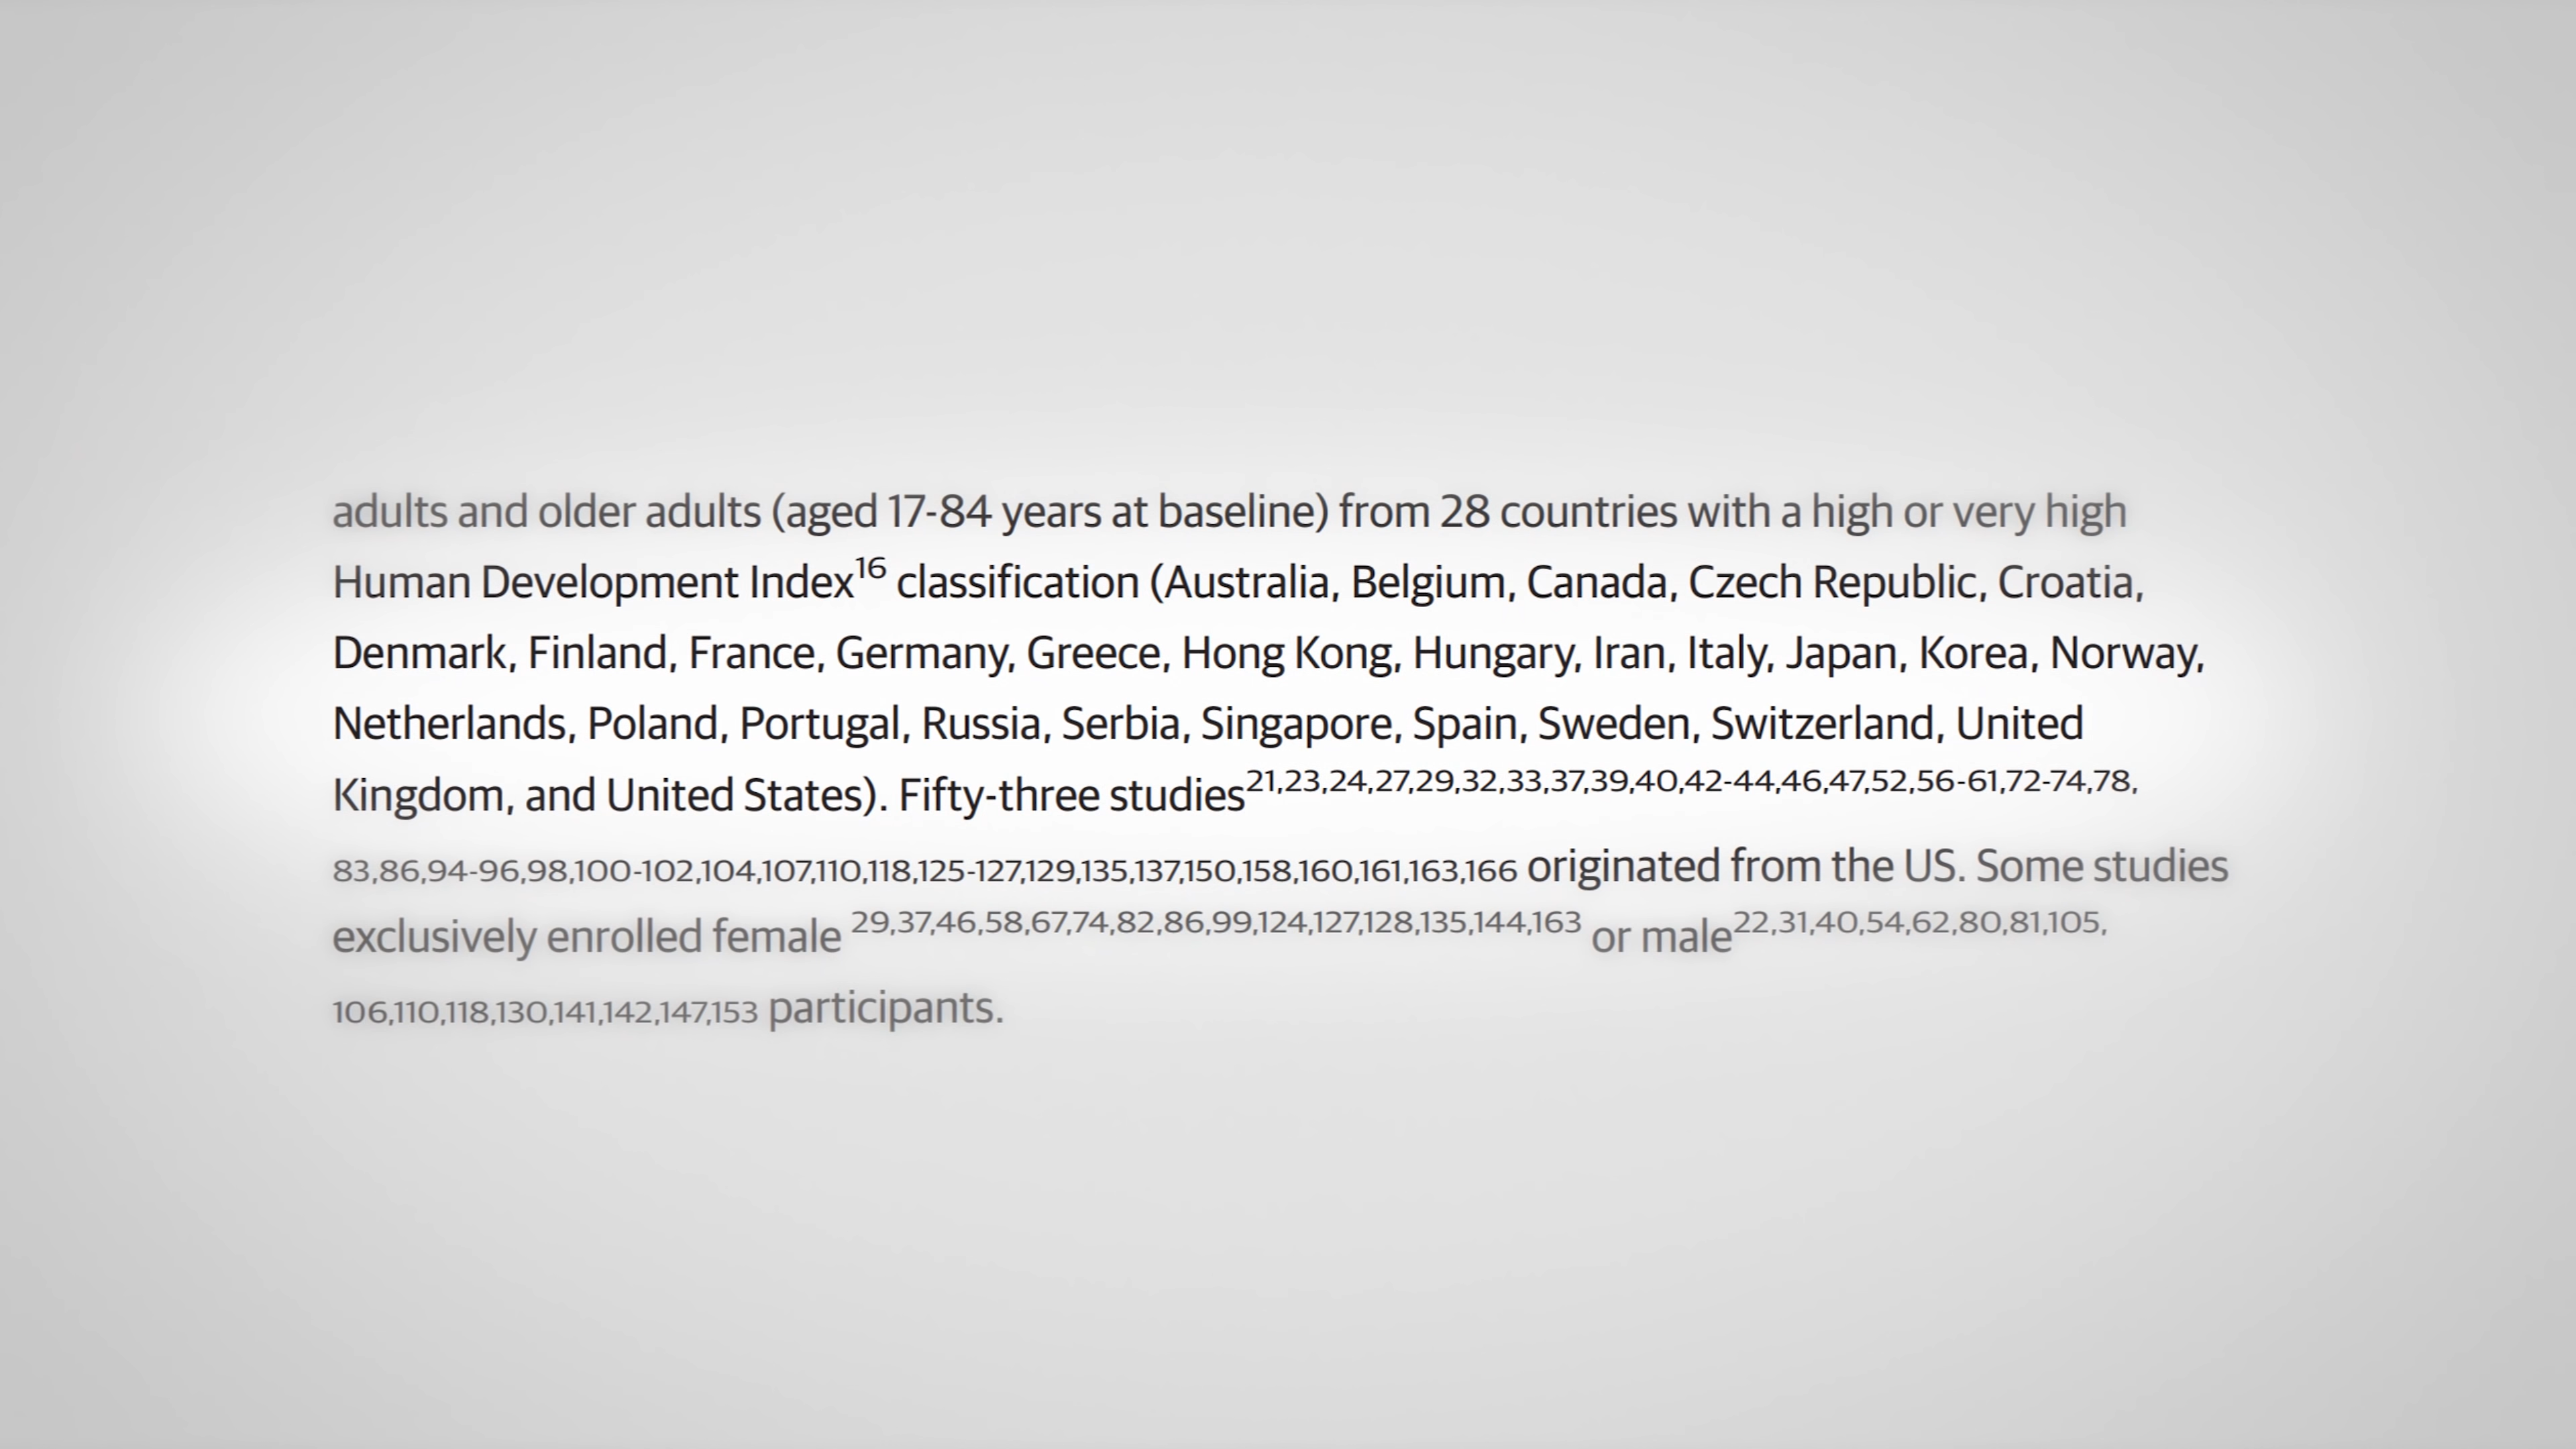 adults and older adults (aged 17-84 years at baseline) from 28 countries with a high or very high
Human Development Index16 classification (Australia, Belgium, Canada, Czech Republic, Croatia,
Denmark, Finland, France, Germany, Greece, Hong Kong, Hungary, Iran, Italy, Japan, Korea, Norway,
Netherlands, Poland, Portugal, Russia, Serbia, Singapore, Spain, Sweden, Switzerland, United
Kingdom, and United States). Fifty-three studies21,23,24,27,29,32,33,37,39,40,42-44,46,47,52,56-61,72-74,78,
83,86,94-96,98,100-102,104,107,110,118,125-127,129,135,137,150,158,160,161,163,166 originated from the US. Some studies
exclusively enrolled female 29,37,46,58,67,74,82,86,99,124,127,128,135,144,163 or male22,31,40,54,62,80,81,105,
106,110,118,130,141,142,147,153 participants.